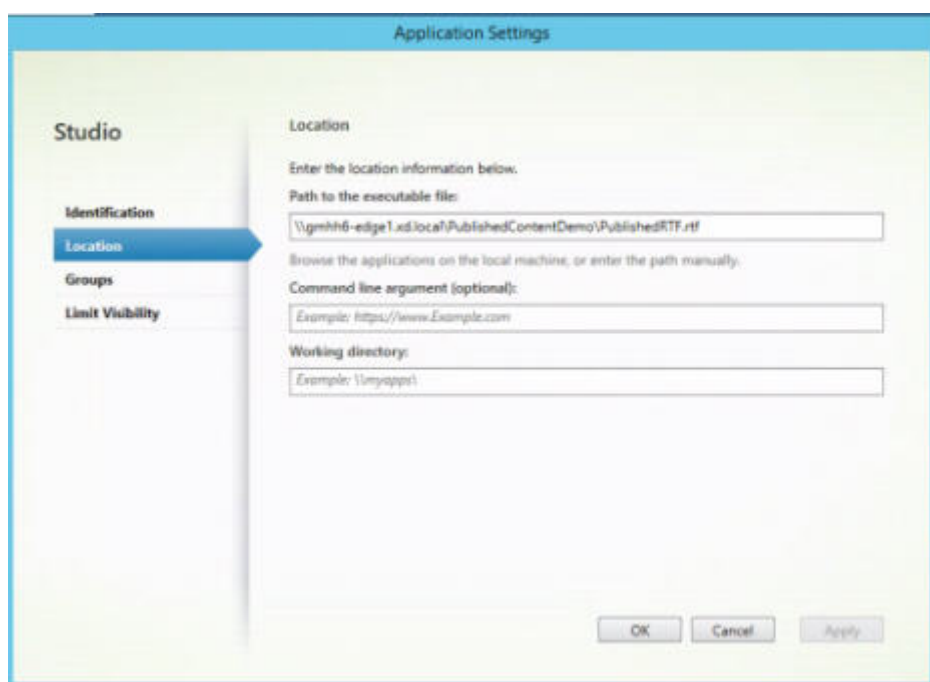 Application Settings
Studio
Identification
Location
Groups
Limit Visibility
Location
Enter the location information below.
Path to the executable file:
\\gmhh6-edge1.xd.local\PublishedContentDemo\PublishedRTF.rtf
Browse the applications on the local machine, or enter the path manually.
Command line argument (optional):
Example: https://www.Example.com
Working directory:
Example: \\myapps\
OK
Cancel
Apply